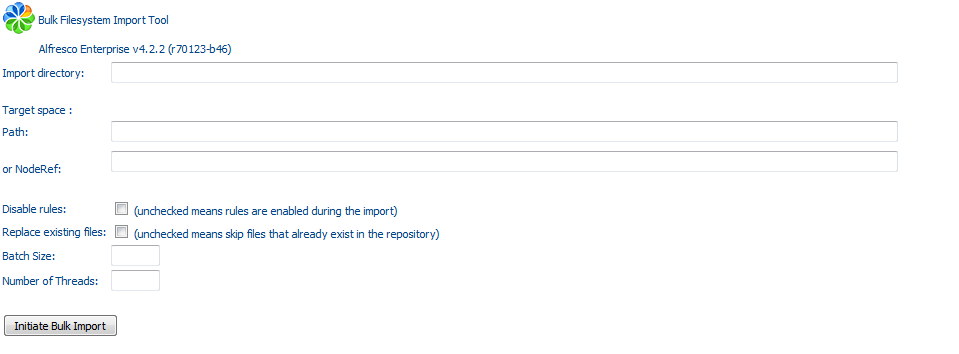 Bulk Filesystem Import Tool
Alfresco Enterprise v4.2.2 (r70123-b46)
Import directory:
Target space :
Path:
or NodeRef:
Disable rules: (unchecked means rules are enabled during the import)
Replace existing files: (unchecked means skip files that already exist in the repository)
Batch Size:
Number of Threads:
Initiate Bulk Import